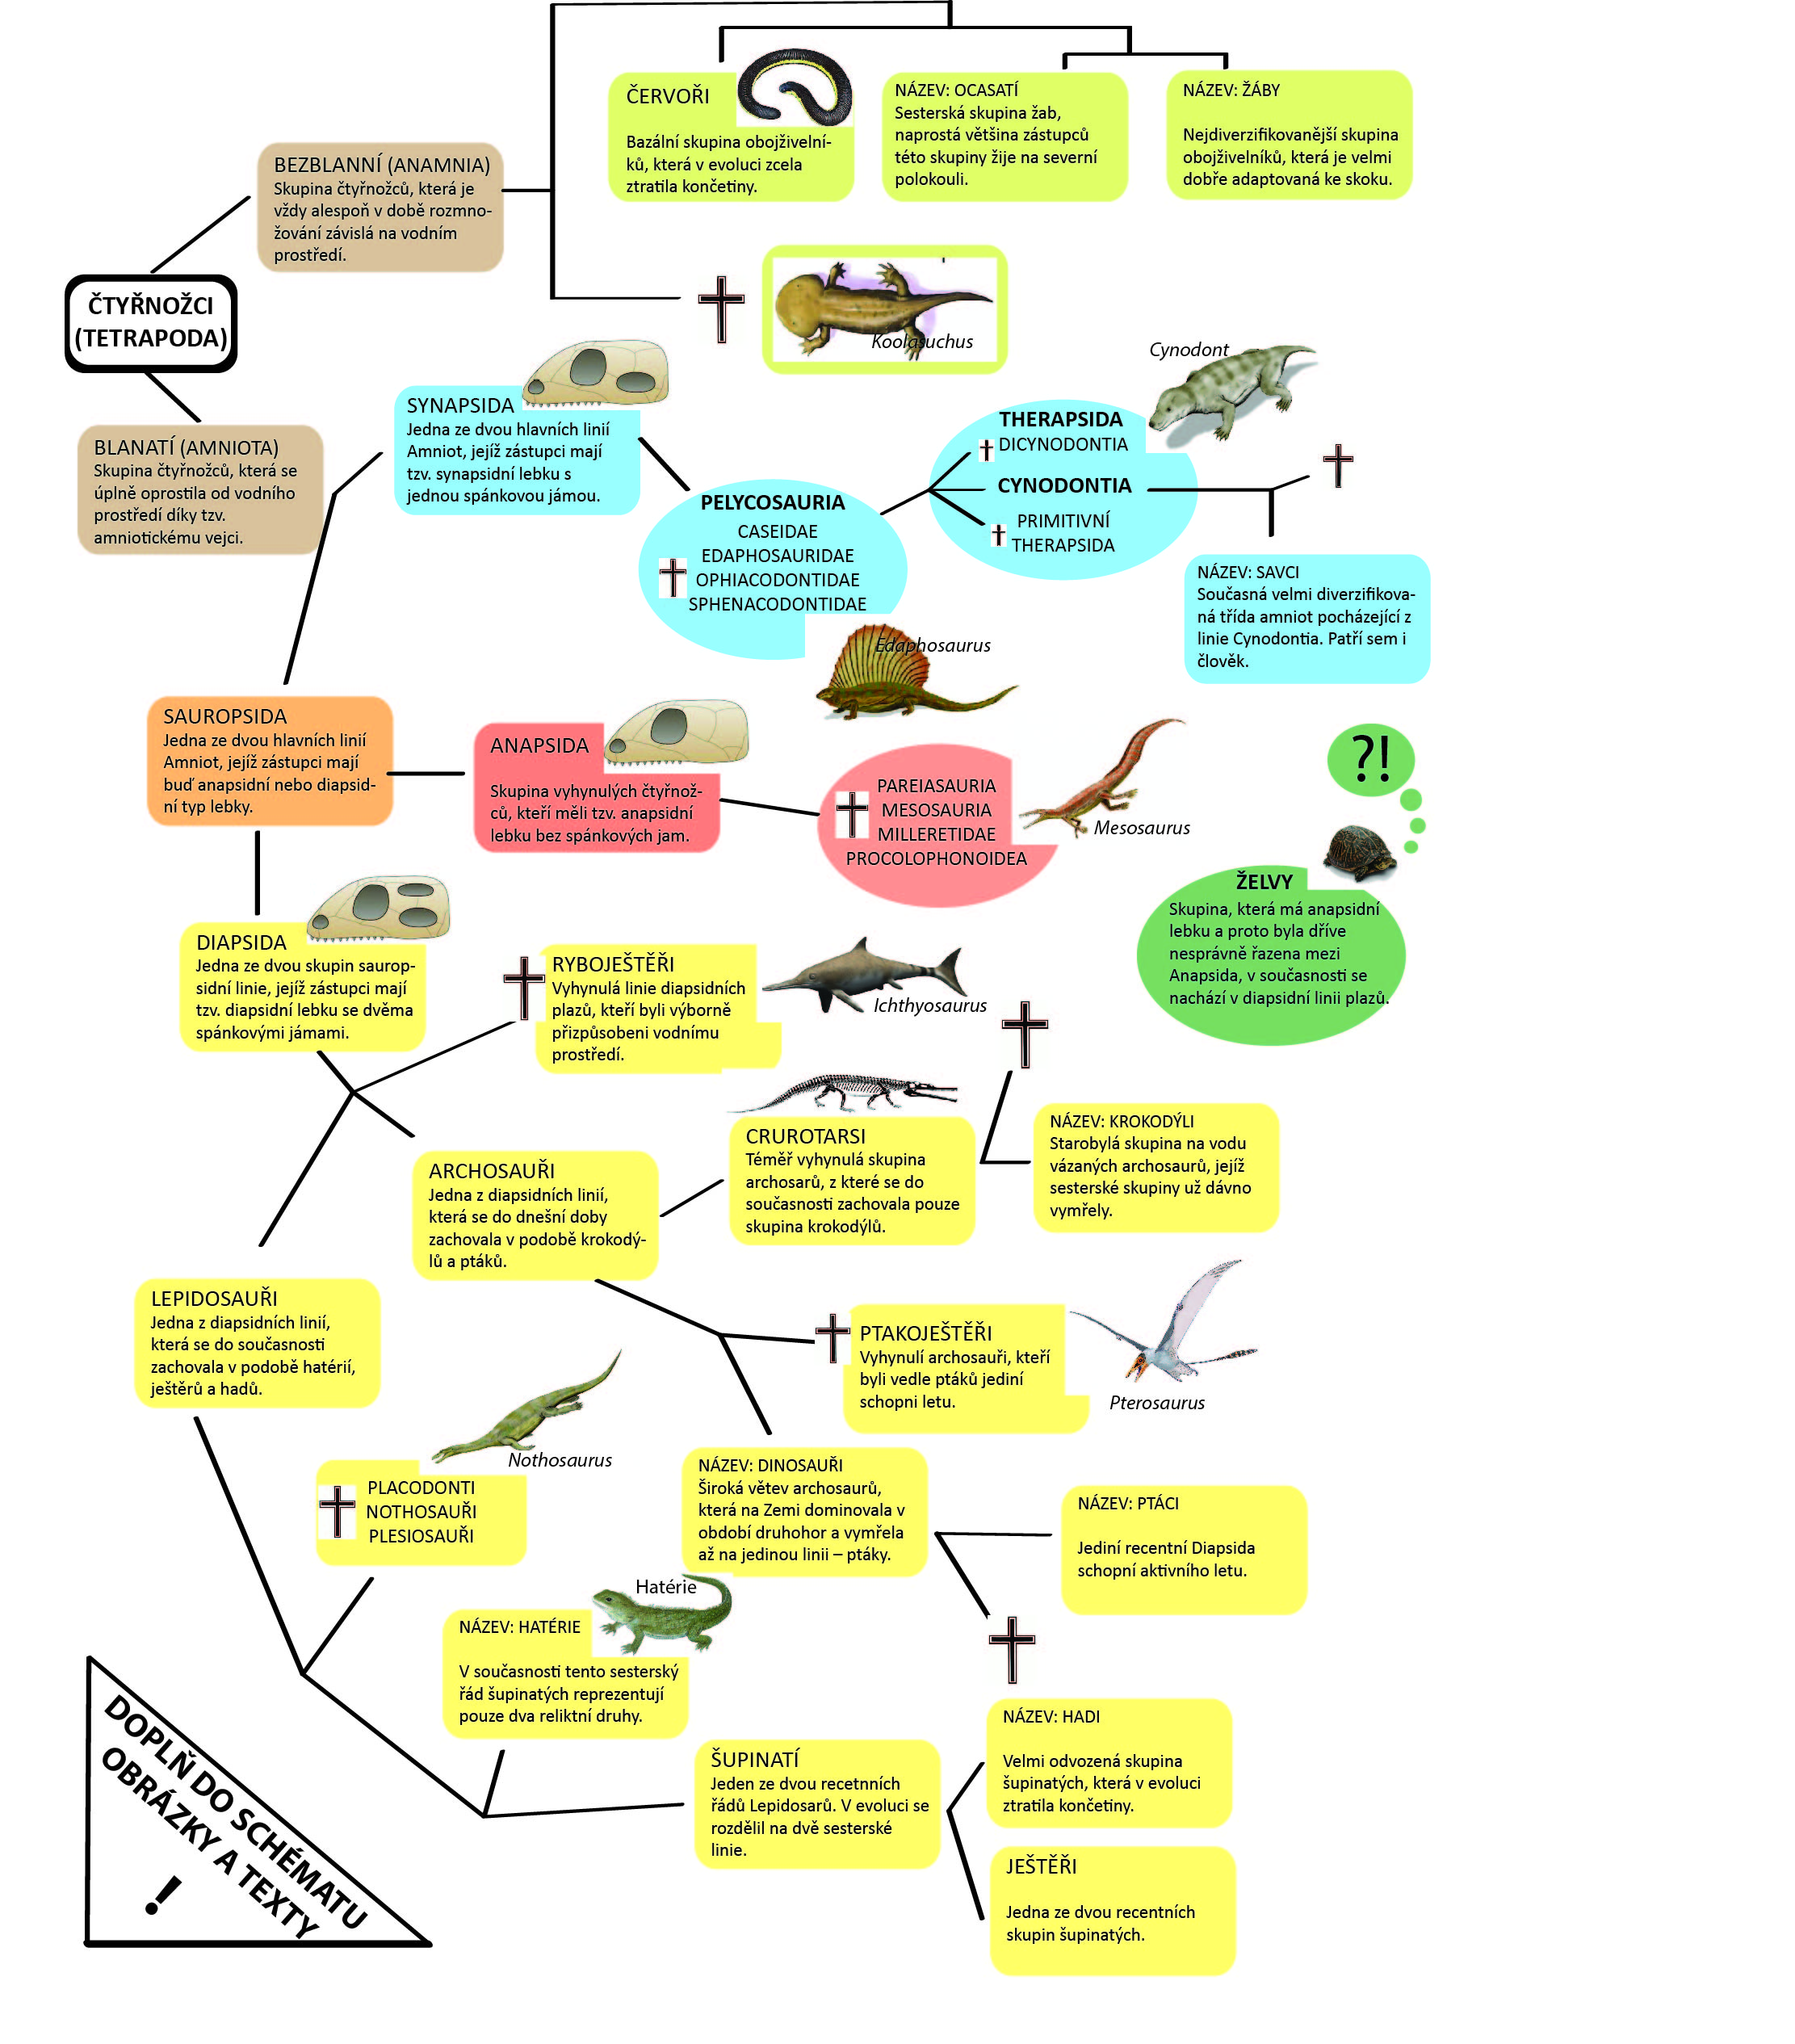 ČERVOŘI
Bazální skupina obojživelní-
ků, která v evoluci zcela
ztratila končetiny.
NÁZEV: OCASATÍ
Sesterská skupina žab,
naprostá většina zástupců
této skupiny žije na severní
polokouli.
NÁZEV: ŽÁBY
Nejdiverzifikovanější skupina
obojživelníků, která je velmi
dobře adaptovaná ke skoku.
BEZBLANNÍ (ANAMNIA)
Skupina čtyřnožců, která je
vždy alespoň v době rozmno-
žování závislá na vodním
prostředí.
ČTYŘNOŽCI
(TETRAPODA)
Koolasuchus
BLANATÍ (AMNIOTA)
Skupina čtyřnožců, která se
úplně oprostila od vodního
prostředí díky tzv.
amniotickému vejci.
SYNAPSIDA
Jedna ze dvou hlavních linií
Amniot, jejíž zástupci mají
tzv. synapsidní lebku s
jednou spánkovou jámou.
PELYCOSAURIA
CASEIDAE
EDAPHOSAURIDAE
OPHIACODONTIDAE
SPHENACODONTIDAE
Edaphosaurus
Cynodont
THERAPSIDA
DICYNODONTIA
CYNODONTIA
PRIMITIVNÍ
THERAPSIDA
NÁZEV: SAVCI
Současná velmi diverzifikova-
ná třída amniot pocházející z
linie Cynodontia. Patří sem i
člověk.
SAUROPSIDA
Jedna ze dvou hlavních linií
Amniot, jejíž zástupci mají
buď anapsidní nebo diapsid-
ní typ lebky.
ANAPSIDA
Skupina vyhynulých čtyřnož-
ců, kteří měli tzv. anapsidní
lebku bez spánkových jam.
PAREIASAURIA
MESOSAURIA
MILLERETIDAE
PROCOLOPHONOIDEA
Mesosaurus
?!
ŽELVY
Skupina, která má anapsidní
lebku a proto byla dříve
nesprávně řazena mezi
Anapsida, v současnosti se
nachází v diapsidní linii plazů.
DIAPSIDA
Jedna ze dvou skupin saurop-
sidní linie, jejíž zástupci mají
tzv. diapsidní lebku se dvěma
spánkovými jámami.
RYBOJEŠTĚŘI
Vyhynulá linie diapsidních
plazů, kteří byli výborně
přizpůsobeni vodnímu
prostředí.
Ichthyosaurus
CRUROTARSI
Téměř vyhynulá skupina
archosarů, z které se do
současnosti zachovala pouze
skupina krokodýlů.
NÁZEV: KROKODÝLI
Starobylá skupina na vodu
vázaných archosaurů, jejíž
sesterské skupiny už dávno
vymřely.
ARCHOSAUŘI
Jedna z diapsidních linií,
která se do dnešní doby
zachovala v podobě krokodý-
lů a ptáků.
LEPIDOSAUŘI
Jedna z diapsidních linií,
která se do současnosti
zachovala v podobě hatérií,
ještěrů a hadů.
PTAKOJEŠTĚŘI
Vyhynulí archosauři, kteří
byli vedle ptáků jediní
schopni letu.
Pterosaurus
Nothosaurus
PLACODONTI
NOTHOSAUŘI
PLESIOSAUŘI
NÁZEV: DINOSAUŘI
Široká větev archosaurů,
která na Zemi dominovala v
období druhohor a vymřela
až na jedinou linii – ptáky.
NÁZEV: PTÁCI
Jediní recentní Diapsida
schopní aktivního letu.
Hatérie
NÁZEV: HATÉRIE
V současnosti tento sesterský
řád šupinatých reprezentují
pouze dva reliktní druhy.
ŠUPINATÍ
Jeden ze dvou recetnních
řádů Lepidosarů. V evoluci se
rozdělil na dvě sesterské
linie.
NÁZEV: HADI
Velmi odvozená skupina
šupinatých, která v evoluci
ztratila končetiny.
JEŠTĚŘI
Jedna ze dvou recentních
skupin šupinatých.
DOPLŇ DO SCHÉMATU
OBRÁZKY A TEXTY
!